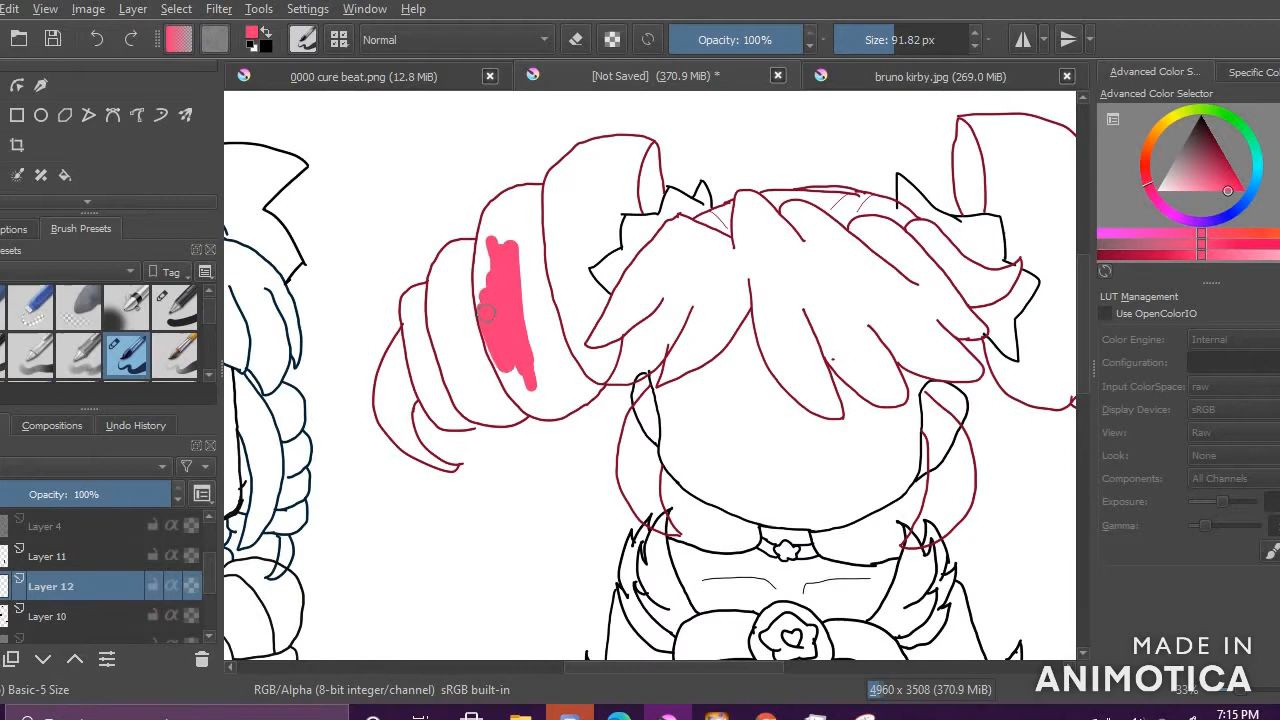 Edit View Image Layer Select Filter Tools Settings Window Help
Normal Opacity: 100% Size: 91.82 px
0000 cure beat.png (12.8 MiB) [Not Saved] (370.9 MiB) * bruno kirby.jpg (269.0 MiB)
Advanced Color S... Specific Co
Advanced Color Selector
ptions Brush Presets
esets
Tag
Compositions Undo History
Opacity: 100%
Layer 4
Layer 11
Layer 12
Layer 10
LUT Management
Use OpenColorIO
Color Engine: Internal
Configuration:
Input ColorSpace: raw
Display Device: sRGB
View: Raw
Look: None
Components: All Channels
Exposure:
Gamma:
) Basic-5 Size RGB/Alpha (8-bit integer/channel) sRGB built-in 4960 x 3508 (370.9 MiB) 33%
MADE IN
ANIMOTICA
7:15 PM